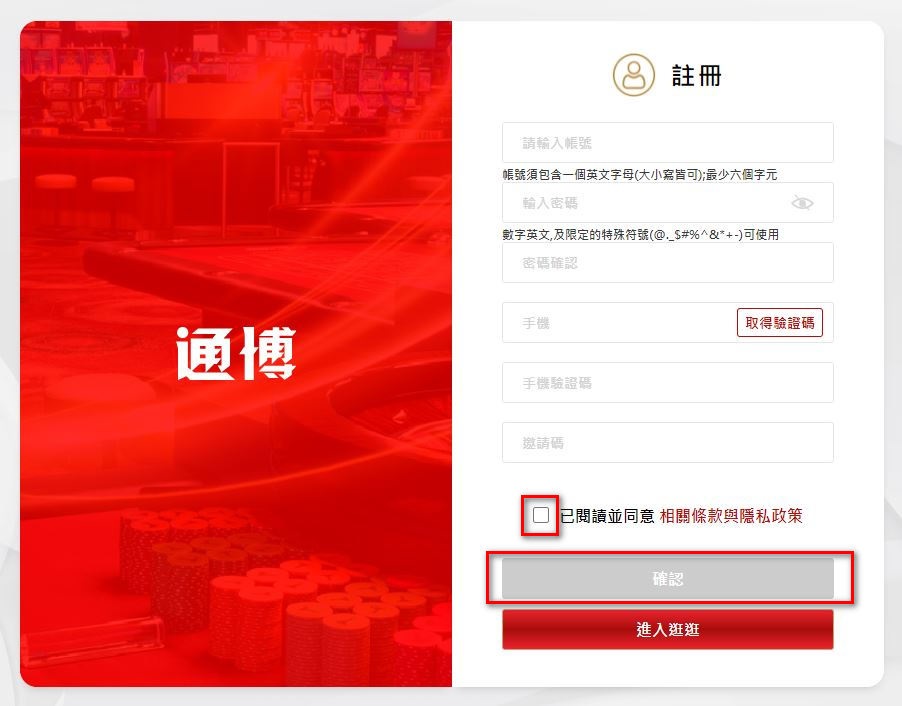 通博
註冊
請輸入帳號
帳號須包含一個英文字母(大小寫皆可);最少六個字元
輸入密碼
數字英文,及限定的特殊符號(@._$#%^&*+-)可使用
密碼確認
手機
取得驗證碼
手機驗證碼
邀請碼
已閱讀並同意 相關條款與隱私政策
確認
進入逛逛